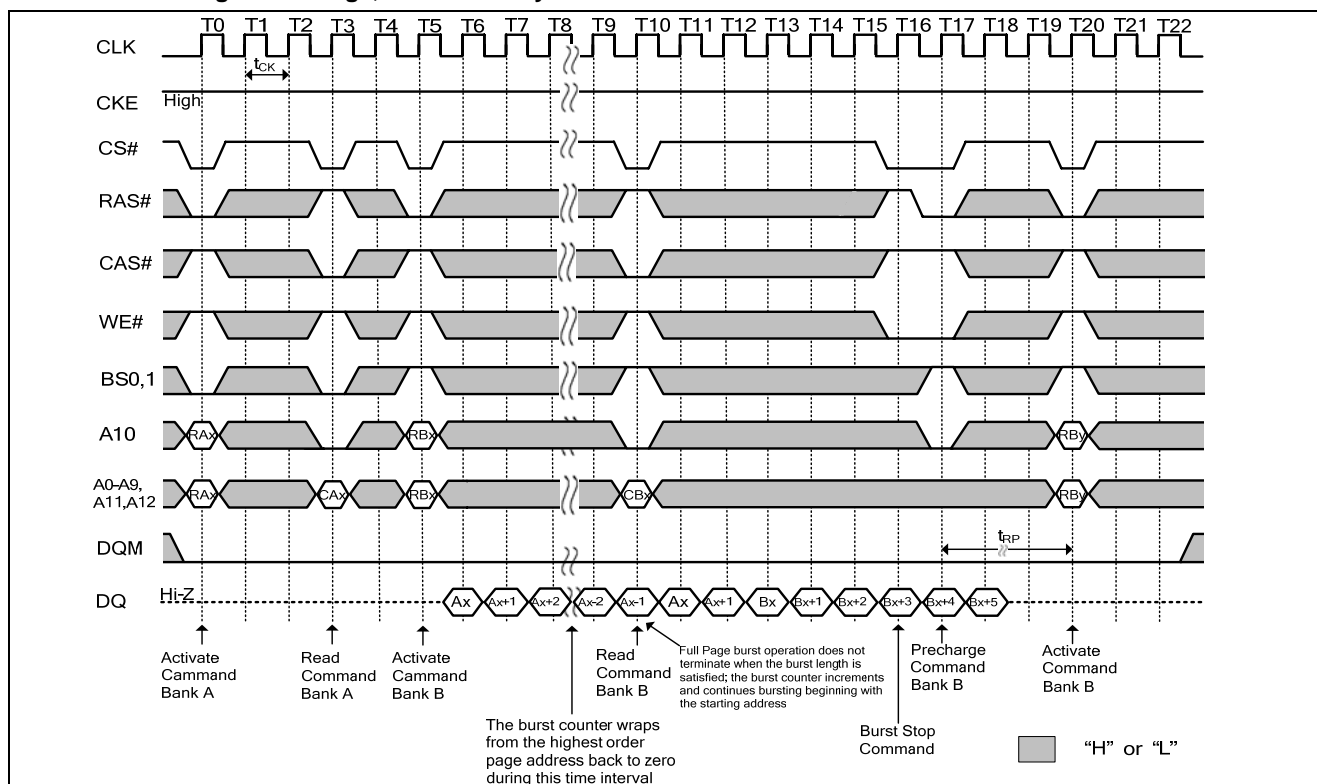 T0 T1 T2 T3 T4 T5 T6 T7 T8 T9 T10 T11 T12 T13 T14 T15 T16 T17 T18 T19 T20 T21 T22
CLK
tCK
CKE High
CS#
RAS#
CAS#
WE#
BS0,1
A10 RAx RBx RBy
A0-A9,
A11,A12
RAx CAx RBx CBx RBy
DQM
tRP
DQ Hi-Z Ax Ax+1 Ax+2 Ax-2 Ax-1 Ax Ax+1 Bx Bx+1 Bx+2 Bx+3 Bx+4 Bx+5
Activate
Cammand
Bank A
Read
Command
Bank A
Activate
Cammand
Bank B
The burst counter wraps
from the highest order
page address back to zero
during this time interval
Read
Command
Bank B
Full Page burst operation does not
terminate when the burst length is
satisfied; the burst counter increments
and continues bursting beginning with
the starting address
Burst Stop
Command
Precharge
Command
Bank B
Activate
Command
Bank B
"H" or "L"